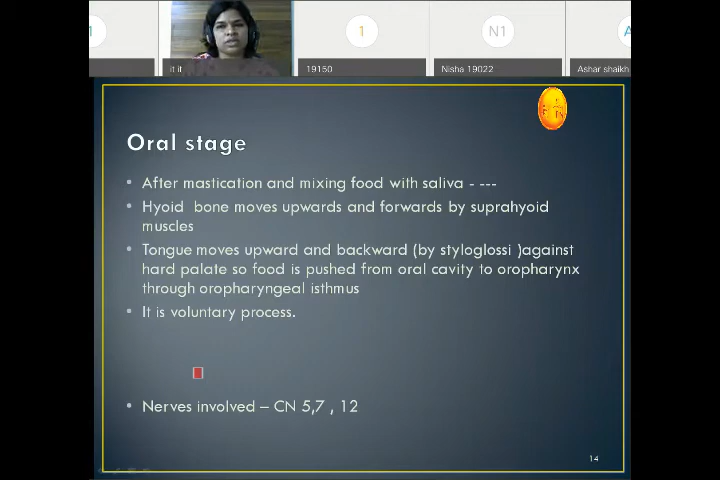 1
it it
1
19150
N1
Nisha 19022
A
Ashar shaikh
Oral stage
• After mastication and mixing food with saliva - ---
• Hyoid bone moves upwards and forwards by suprahyoid
muscles
• Tongue moves upward and backward (by styloglossi )against
hard palate so food is pushed from oral cavity to oropharynx
through oropharyngeal isthmus
• It is voluntary process.
• Nerves involved – CN 5,7 , 12
14